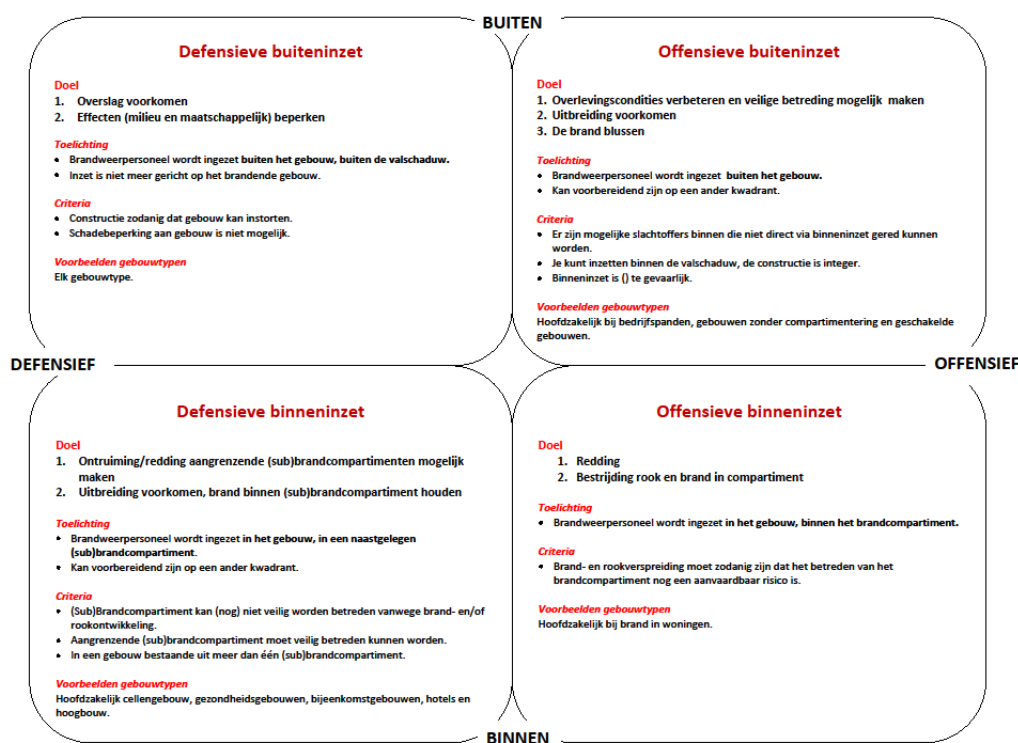 BUITEN
Defensieve buiteninzet
Doel
1. Overslag voorkomen
2. Effecten (milieu en maatschappelijk) beperken
Toelichting
• Brandweerpersoneel wordt ingezet buiten het gebouw, buiten de valschaduw.
• Inzet is niet meer gericht op het brandende gebouw.
Criteria
• Constructie zodanig dat gebouw kan instorten.
• Schadebeperking aan gebouw is niet mogelijk.
Voorbeelden gebouwtypen
Elk gebouwtype.
Offensieve buiteninzet
Doel
1. Overlevingscondities verbeteren en veilige betreding mogelijk maken
2. Uitbreiding voorkomen
3. De brand blussen
Toelichting
• Brandweerpersoneel wordt ingezet buiten het gebouw.
• Kan voorbereidend zijn op een ander kwadrant.
Criteria
• Er zijn mogelijke slachtoffers binnen die niet direct via binneninzet gered kunnen
worden.
• Je kunt inzetten binnen de valschaduw, de constructie is integer.
• Binneninzet is () te gevaarlijk.
Voorbeelden gebouwtypen
Hoofdzakelijk bij bedrijfspanden, gebouwen zonder compartimentering en geschakelde
gebouwen.
DEFENSIEF
OFFENSIEF
Defensieve binneninzet
Doel
1. Ontruiming/redding aangrenzende (sub)brandcompartimenten mogelijk
maken
2. Uitbreiding voorkomen, brand binnen (sub)brandcompartiment houden
Toelichting
• Brandweerpersoneel wordt ingezet in het gebouw, in een naastgelegen
(sub)brandcompartiment.
• Kan voorbereidend zijn op een ander kwadrant.
Criteria
• (Sub)Brandcompartiment kan (nog) niet veilig worden betreden vanwege brand- en/of
rookontwikkeling.
• Aangrenzende (sub)brandcompartiment moet veilig betreden kunnen worden.
• In een gebouw bestaande uit meer dan één (sub)brandcompartiment.
Voorbeelden gebouwtypen
Hoofdzakelijk cellengebouw, gezondheidsgebouwen, bijeenkomstgebouwen, hotels en
hoogbouw.
Offensieve binneninzet
Doel
1. Redding
2. Bestrijding rook en brand in compartiment
Toelichting
• Brandweerpersoneel wordt ingezet in het gebouw, binnen het brandcompartiment.
Criteria
• Brand- en rookverspreiding moet zodanig zijn dat het betreden van het
brandcompartiment nog een aanvaardbaar risico is.
Voorbeelden gebouwtypen
Hoofdzakelijk bij brand in woningen.
BINNEN